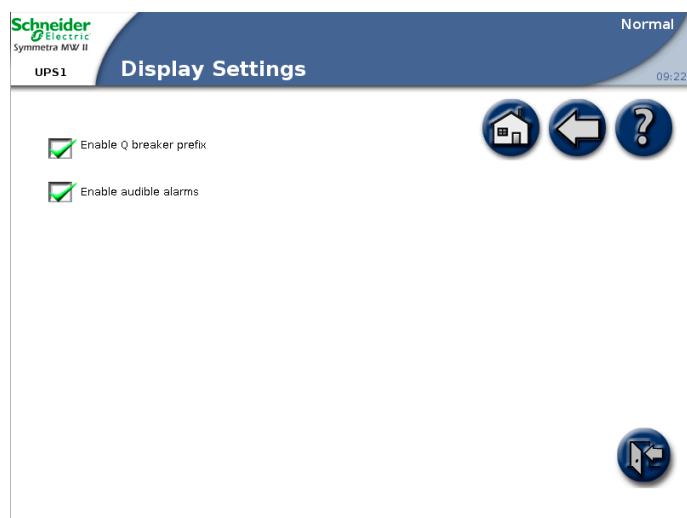 Schneider
Electric
Symmetra MW II
UPS1
Display Settings
Normal
09:22
Enable Q breaker prefix
Enable audible alarms
?